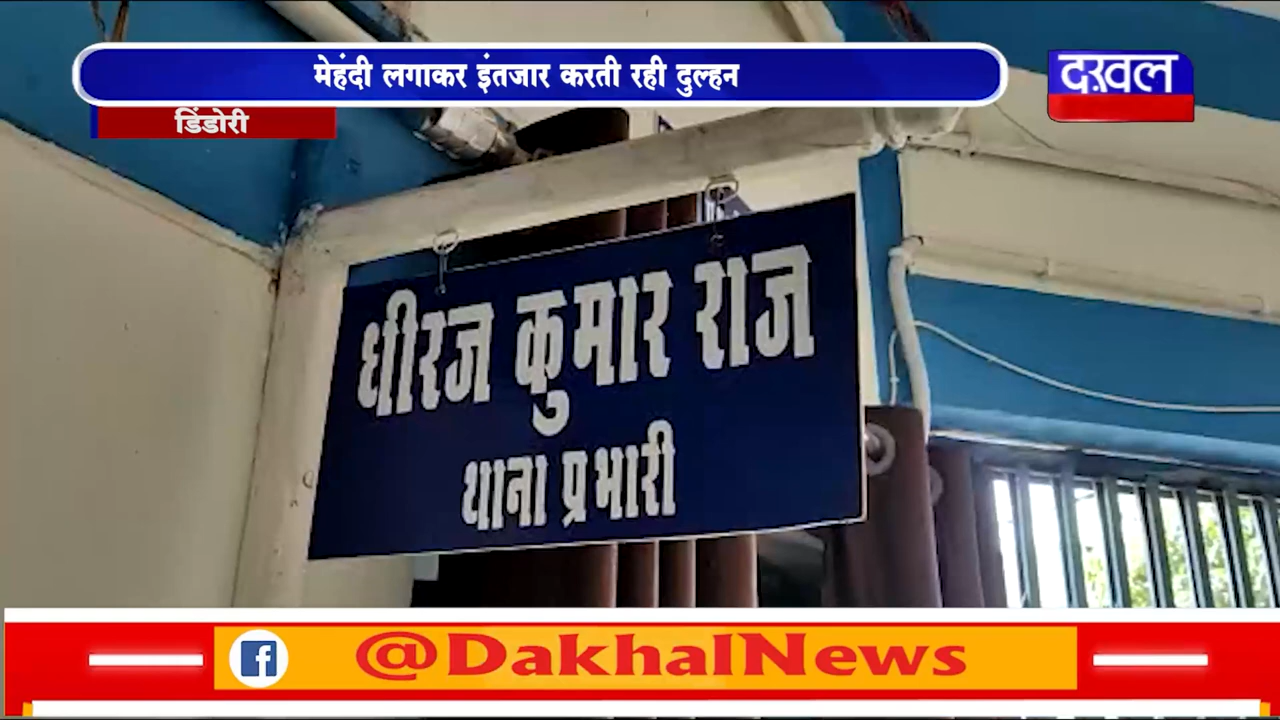 मेहंदी लगाकर इंतजार करती रही दुल्हन
दख़ल
डिंडोरी
धीरज कुमार राज
थाना प्रभारी
@DakhalNews